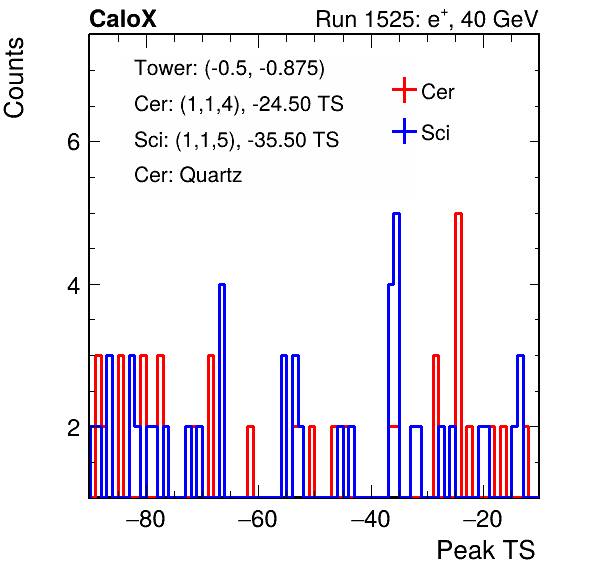 CaloX Run 1525: e+, 40 GeV
Counts
Tower: (-0.5, -0.875)
Cer: (1,1,4), -24.50 TS
Sci: (1,1,5), -35.50 TS
Cer: Quartz
Cer
Sci
6
4
2
−80 −60 −40 −20
Peak TS